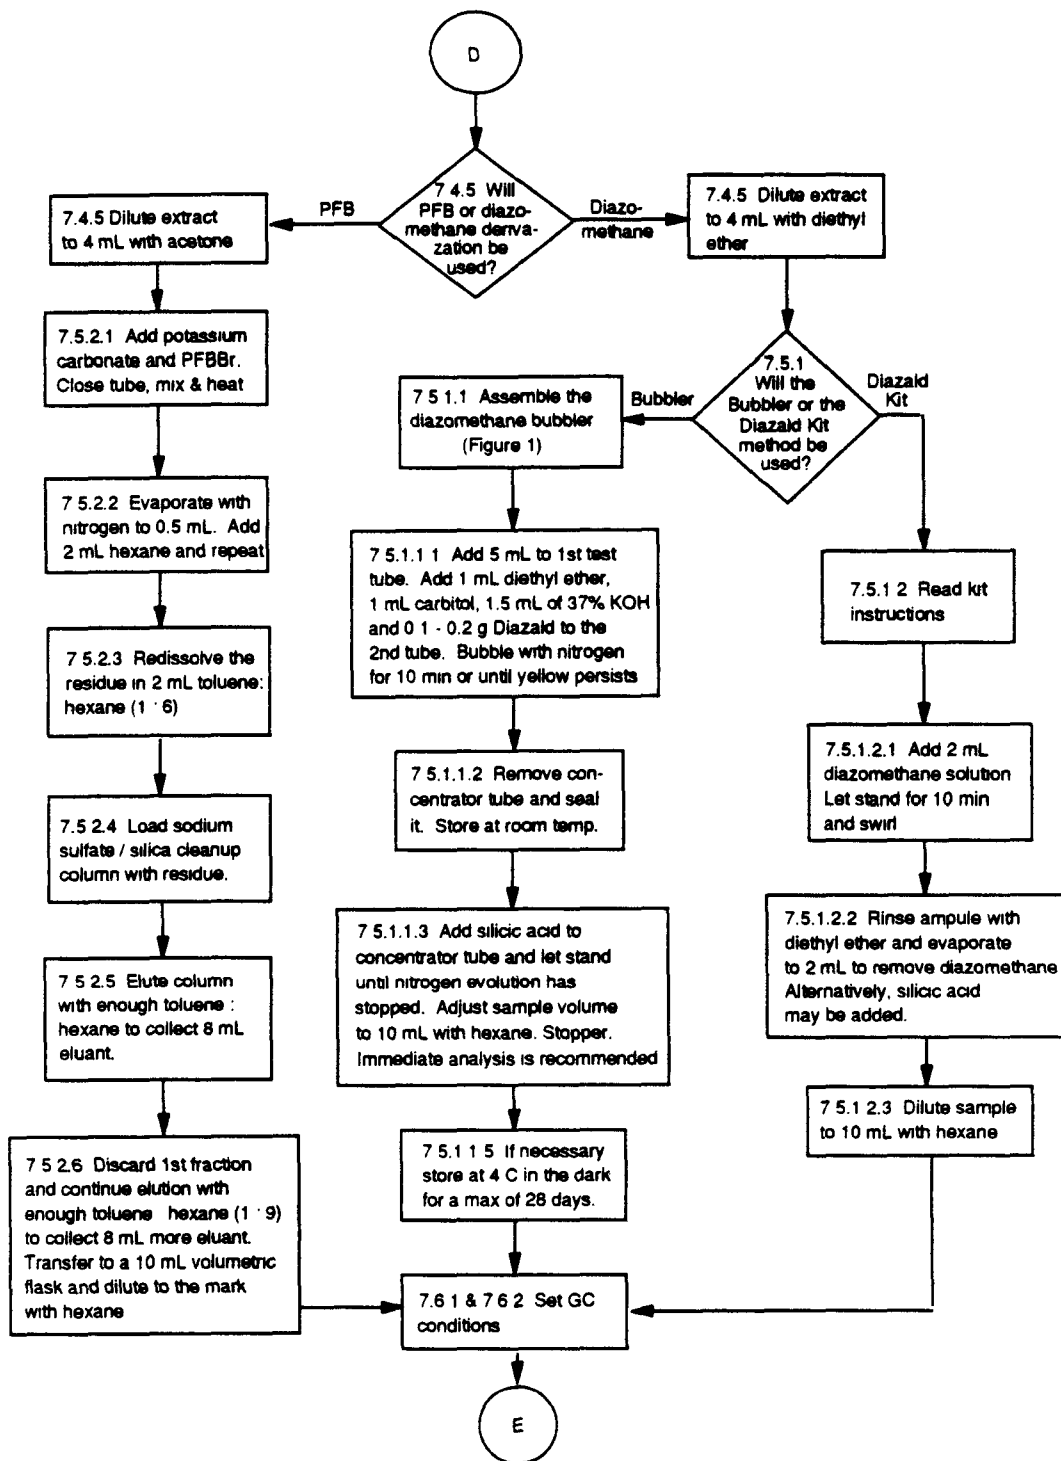 D
7 4.5 Will
PFB or diazo-
methane deriva-
zation be
used?
PFB
Diazo-
methane
7.4.5 Dilute extract
to 4 mL with acetone
7.4.5 Dilute extract
to 4 mL with diethyl
ether
7.5.2.1 Add potassium
carbonate and PFBBr.
Close tube, mix & heat
7.5.1
Will the
Bubbler or the
Diazald Kit
method be
used?
Bubbler
Diazald
Kit
7 5 1.1 Assemble the
diazomethane bubbler
(Figure 1)
7 5.2.2 Evaporate with
nitrogen to 0.5 mL. Add
2 mL hexane and repeat
7 5.1.1 1 Add 5 mL to 1st test
tube. Add 1 mL diethyl ether,
1 mL carbitol, 1.5 mL of 37% KOH
and 0 1 - 0.2 g Diazald to the
2nd tube. Bubble with nitrogen
for 10 min or until yellow persists
7.5.1 2 Read kit
instructions
7 5.2.3 Redissolve the
residue in 2 mL toluene:
hexane (1 : 6)
7 5.1.1.2 Remove con-
centrator tube and seal
it. Store at room temp.
7.5.1.2.1 Add 2 mL
diazomethane solution
Let stand for 10 min
and swirl
7.5 2.4 Load sodium
sulfate / silica cleanup
column with residue.
7 5.1.1.3 Add silicic acid to
concentrator tube and let stand
until nitrogen evolution has
stopped. Adjust sample volume
to 10 mL with hexane. Stopper.
Immediate analysis is recommended
7.5.1.2.2 Rinse ampule with
diethyl ether and evaporate
to 2 mL to remove diazomethane
Alternatively, silicic acid
may be added.
7 5 2.5 Elute column
with enough toluene :
hexane to collect 8 mL
eluant.
7 5.1 2.3 Dilute sample
to 10 mL with hexane
7 5 2.6 Discard 1st fraction
and continue elution with
enough toluene hexane (1 : 9)
to collect 8 mL more eluant.
Transfer to a 10 mL volumetric
flask and dilute to the mark
with hexane
7 5.1 1 5 If necessary
store at 4 C in the dark
for a max of 28 days.
7.6 1 & 7 6 2 Set GC
conditions
E